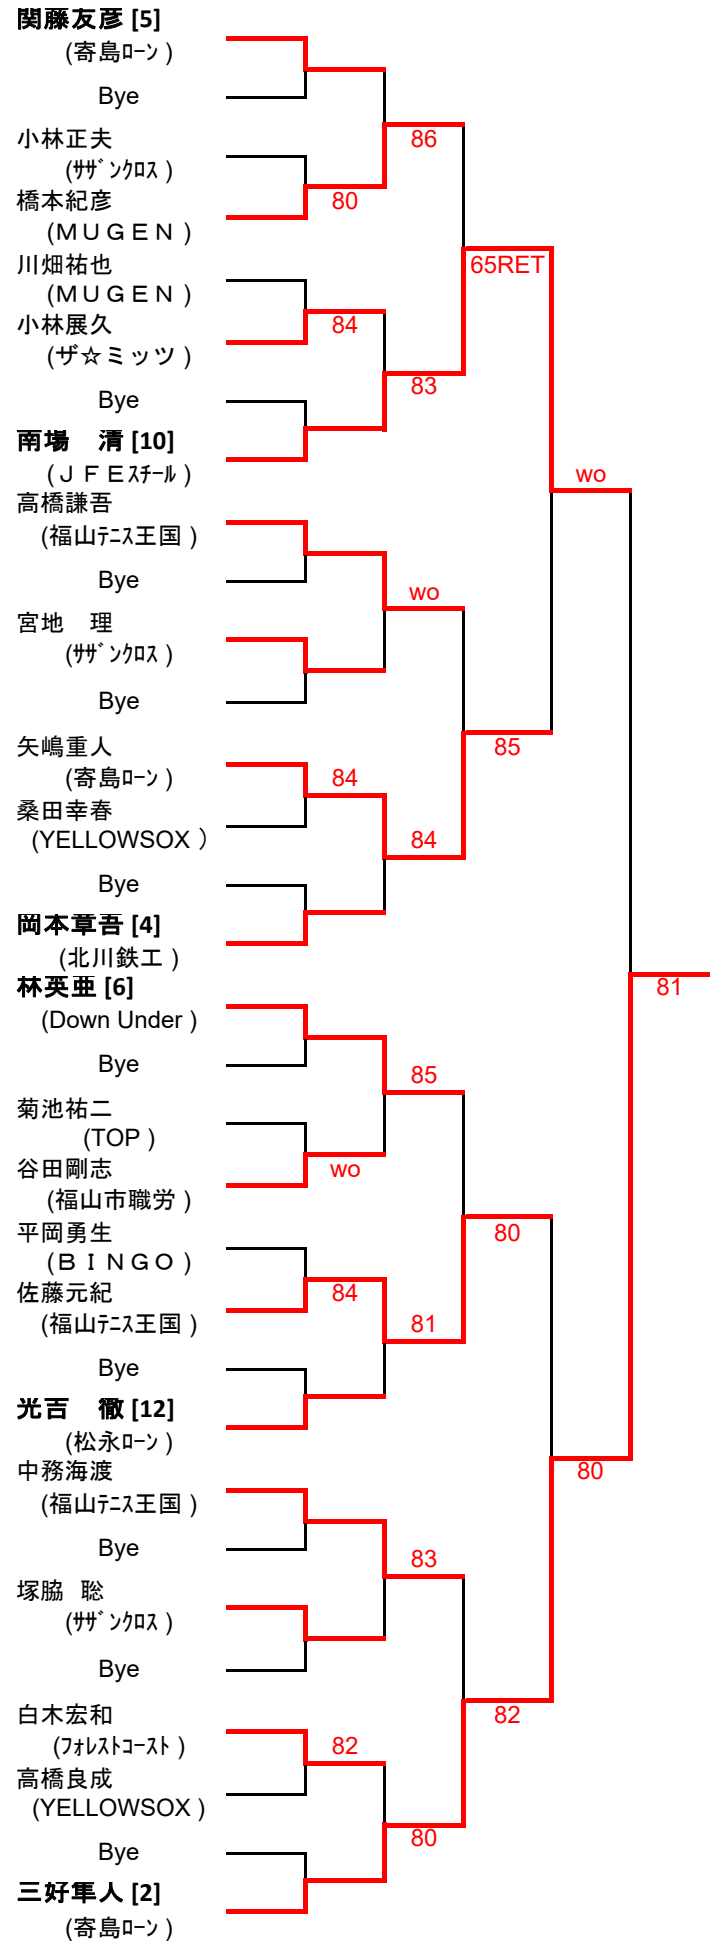 関藤友彦 [5]
(寄島ﾛｰﾝ )
Bye
86
小林正夫
(ｻｻﾞﾝｸﾛｽ )
橋本紀彦
80
(ＭＵＧＥＮ )
川畑祐也
65RET
(ＭＵＧＥＮ )
小林展久
84
(ザ☆ミッツ )
83
Bye
南場　清 [10]
(ＪＦＥｽﾁｰﾙ )
wo
高橋謙吾
(福山ﾃﾆｽ王国 )
Bye
wo
宮地　理
(ｻｻﾞﾝｸﾛｽ )
Bye
矢嶋重人
85
(寄島ﾛｰﾝ )
84
桑田幸春
(YELLOWSOX ）
84
Bye
岡本章吾 [4]
(北川鉄工 )
林英亜 [6]
81
(Down Under )
Bye
85
菊池祐二
(TOP )
谷田剛志
wo
(福山市職労 )
平岡勇生
80
(ＢＩＮＧＯ )
佐藤元紀
84
(福山ﾃﾆｽ王国 )
81
Bye
光吉　徹 [12]
(松永ﾛｰﾝ )
中務海渡
80
(福山ﾃﾆｽ王国 )
Bye
83
塚脇 聡
(ｻｻﾞﾝｸﾛｽ )
Bye
白木宏和
82
(ﾌｫﾚｽﾄｺｰｽﾄ )
82
高橋良成
(YELLOWSOX )
80
Bye
三好隼人 [2]
(寄島ﾛｰﾝ )